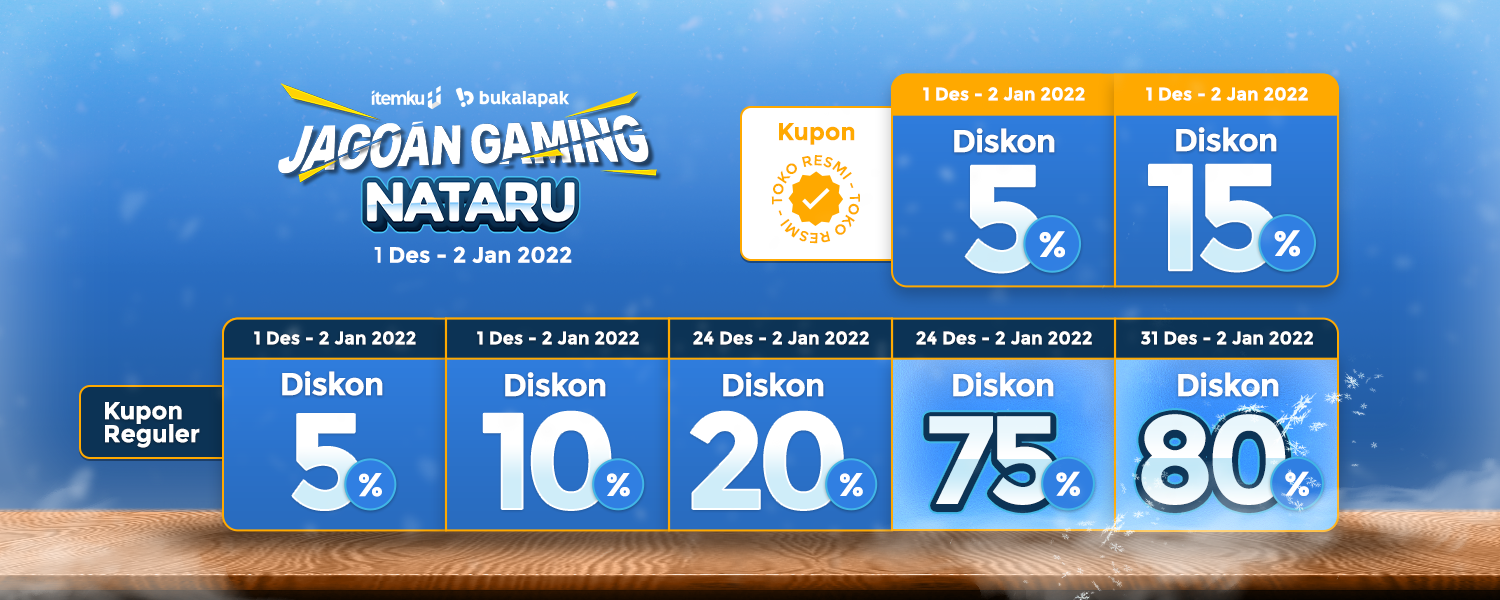 itemku bukalapak
JAGOAN GAMING
NATARU
1 Des - 2 Jan 2022
Kupon
TOKO RESMI - TOKO RESMI -
1 Des - 2 Jan 2022
Diskon
5%
1 Des - 2 Jan 2022
Diskon
15%
Kupon
Reguler
1 Des - 2 Jan 2022
Diskon
5%
1 Des - 2 Jan 2022
Diskon
10%
24 Des - 2 Jan 2022
Diskon
20%
24 Des - 2 Jan 2022
Diskon
75%
31 Des - 2 Jan 2022
Diskon
80%